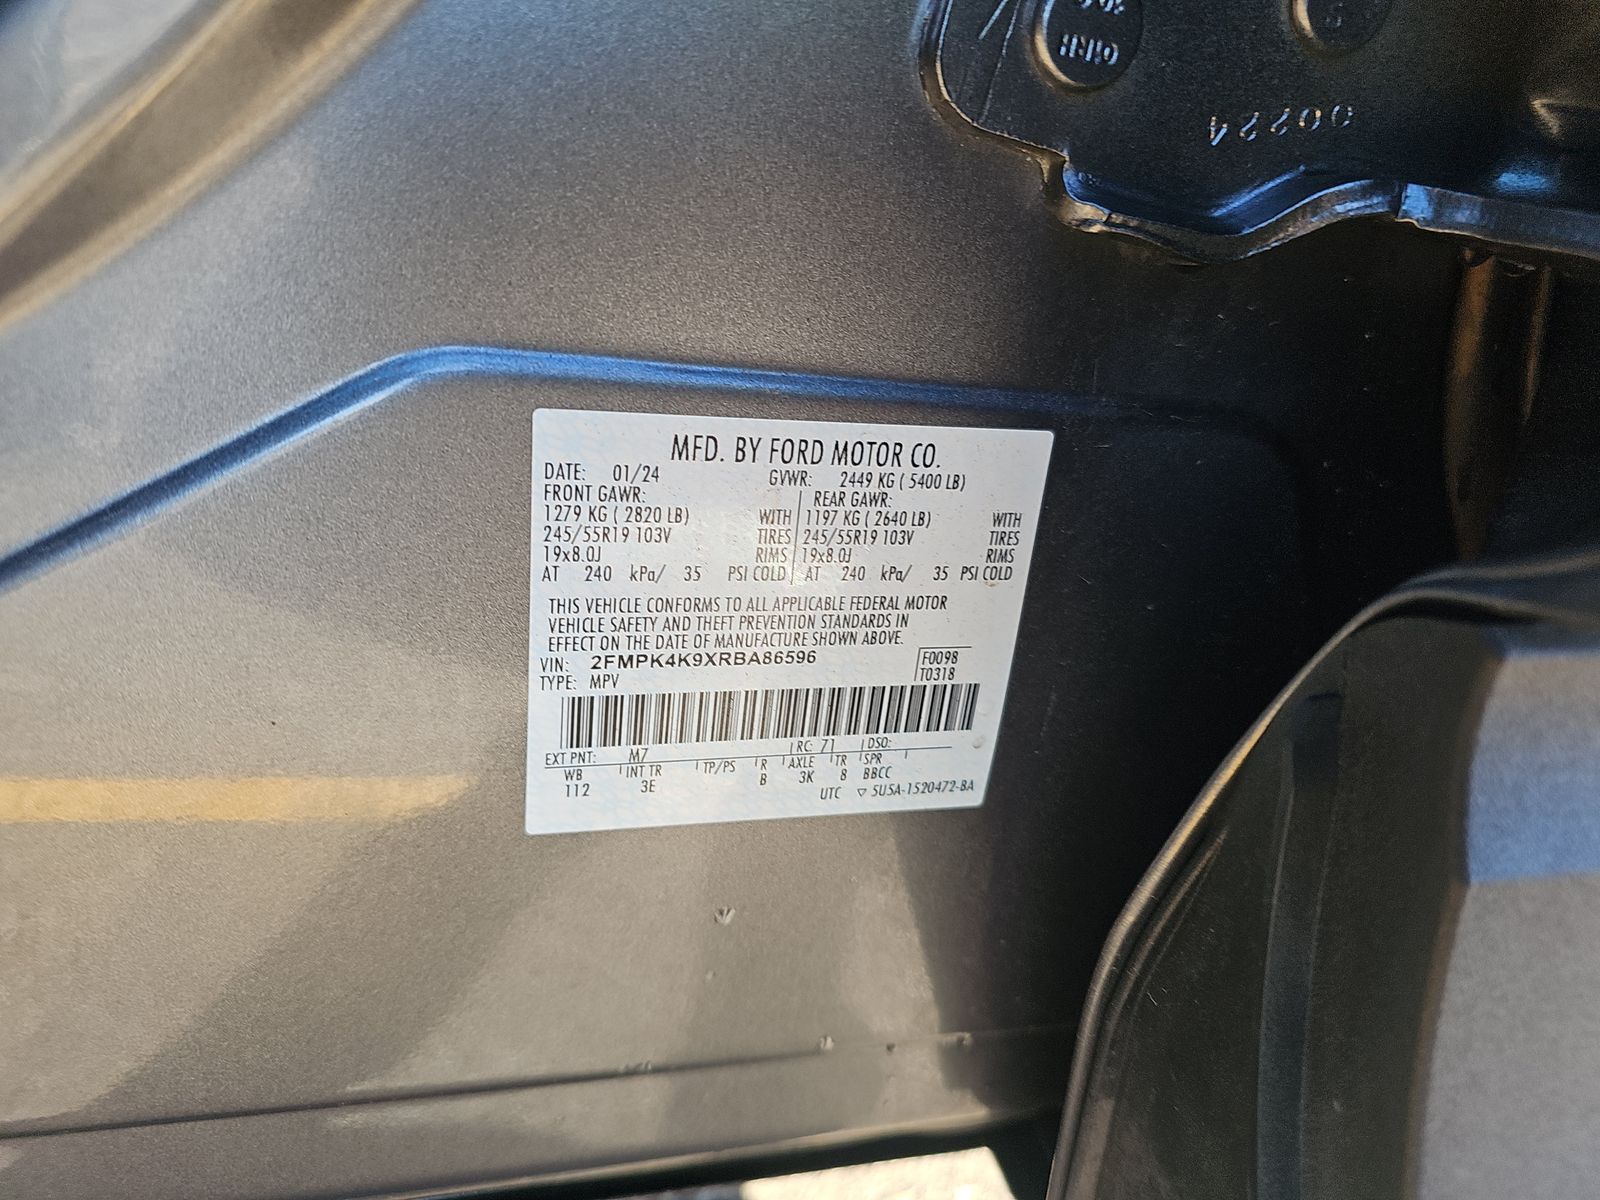 00224
MFD. BY FORD MOTOR CO.
DATE: 01/24 GVWR: 2449 KG ( 5400 LB)
FRONT GAWR: REAR GAWR:
1279 KG ( 2820 LB) WITH 1197 KG ( 2640 LB) WITH
245/55R19 103V TIRES 245/55R19 103V TIRES
19x8.0J RIMS 19x8.0J RIMS
AT 240 kPa/ 35 PSI COLD AT 240 kPa/ 35 PSI COLD
THIS VEHICLE CONFORMS TO ALL APPLICABLE FEDERAL MOTOR
VEHICLE SAFETY AND THEFT PREVENTION STANDARDS IN
EFFECT ON THE DATE OF MANUFACTURE SHOWN ABOVE.
VIN: 2FMPK4K9XRBA86596 F0098
TYPE: MPV T0318
EXT PNT: M7 RC: 71 DSO:
WB INT TR TP/PS R AXLE TR SPR
112 3E B 3K 8 BBCC
UTC ▽ 5U5A-1520472-BA